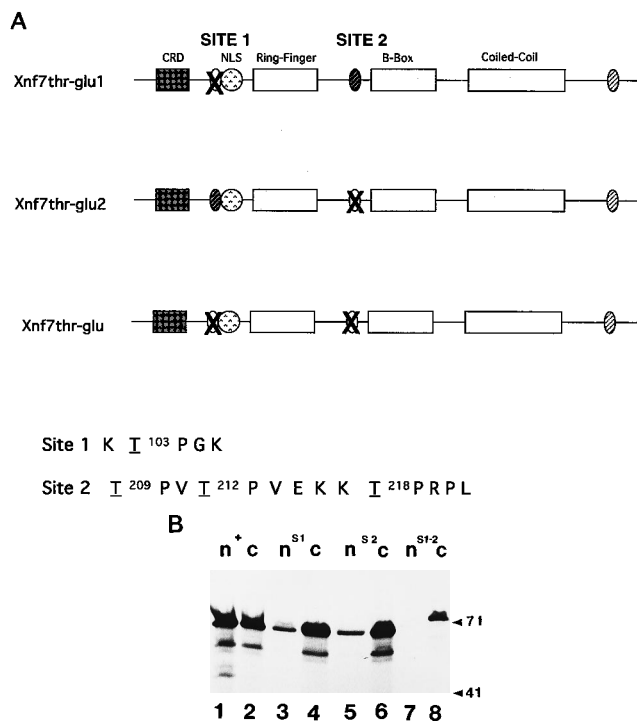 A
SITE 1 SITE 2
CRD NLS Ring-Finger B-Box Coiled-Coil
Xnf7thr-glu1
Xnf7thr-glu2
Xnf7thr-glu
Site 1 K T 103 P G K
Site 2 T 209 P V T 212 P V E K K T 218 P R P L
B
n + c n S1 c n S2 c n S1-2 c
71
41
1 2 3 4 5 6 7 8